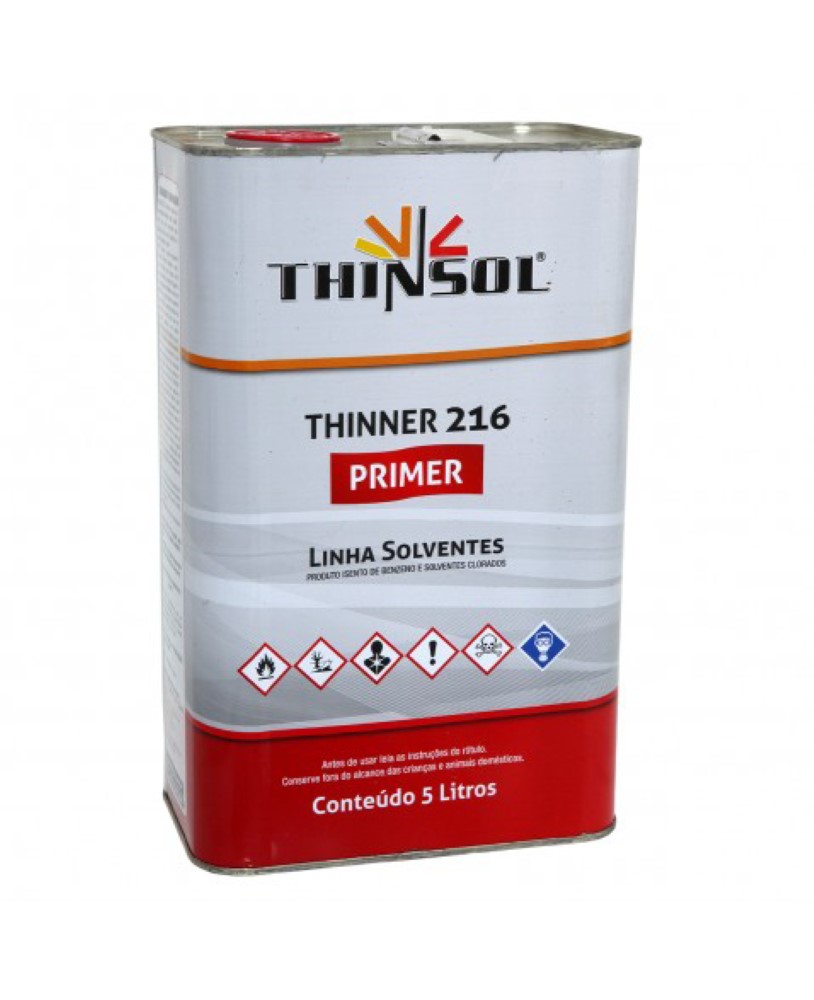 THINSOL®
THINNER 216
PRIMER
LINHA SOLVENTES
PRODUTO ISENTO DE BENZENO E SOLVENTES CLORADOS
Antes de usar leia as instruções do rótulo.
Conserve fora do alcance das crianças e animais domésticos.
Conteúdo 5 Litros